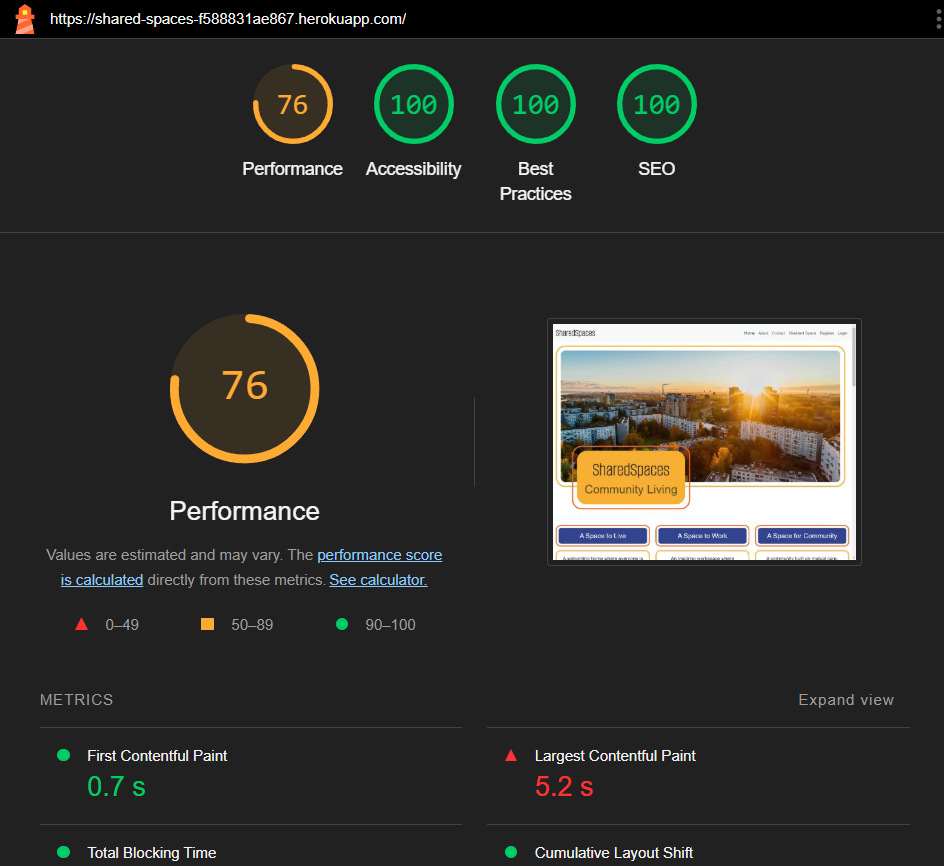 https://shared-spaces-f588831ae867.herokuapp.com/
76
100
100
100
Performance
Accessibility
Best
Practices
SEO
76
Performance
Values are estimated and may vary. The performance score
is calculated directly from these metrics. See calculator.
0–49
50–89
90–100
SharedSpaces
Home About Contact Register Login
SharedSpaces
Community Living
A Space to Live
A Space to Work
A Space for Community
METRICS
Expand view
First Contentful Paint
0.7 s
Largest Contentful Paint
5.2 s
Total Blocking Time
Cumulative Layout Shift